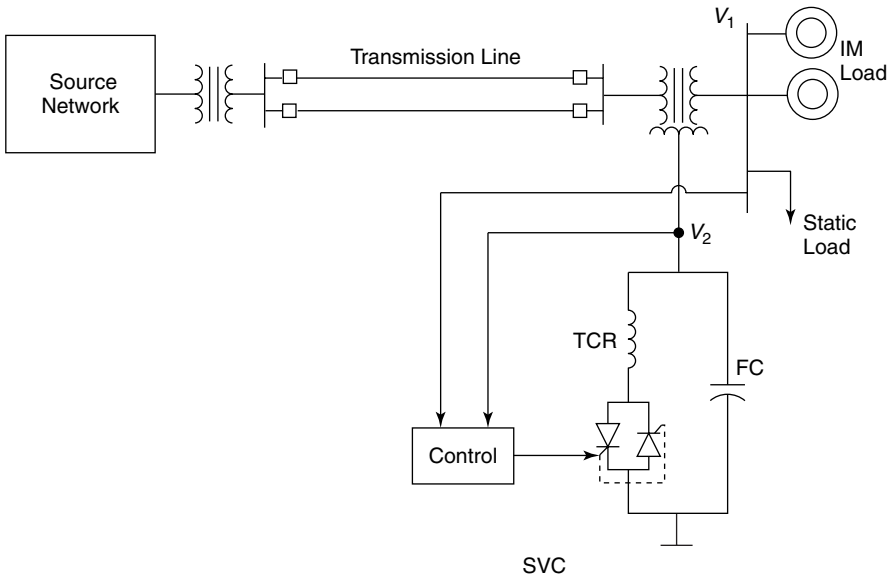 V1
Source
Network
Transmission Line
IM
Load
Static
Load
V2
TCR
FC
Control
SVC